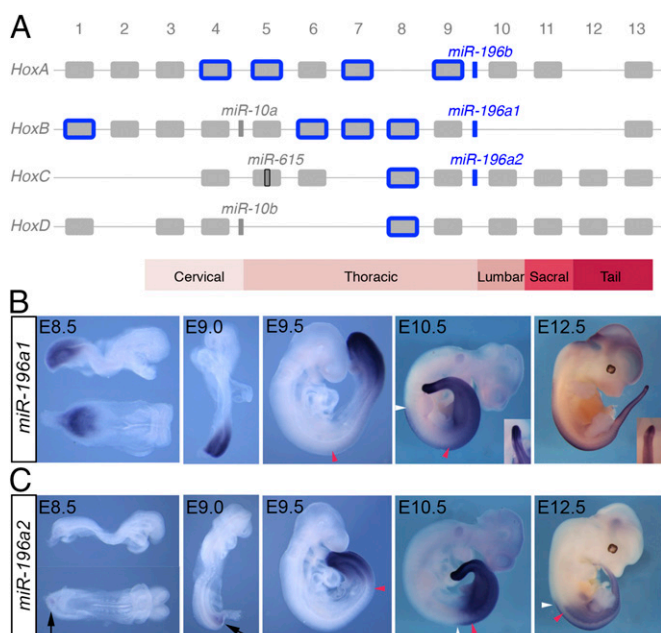 A
1 2 3 4 5 6 7 8 9 10 11 12 13
miR-196b
HoxA
miR-10a miR-196a1
HoxB
miR-615 miR-196a2
HoxC
miR-10b
HoxD
Cervical Thoracic Lumbar Sacral Tail
B
E8.5 E9.0 E9.5 E10.5 E12.5
miR-196a1
C
E8.5 E9.0 E9.5 E10.5 E12.5
miR-196a2